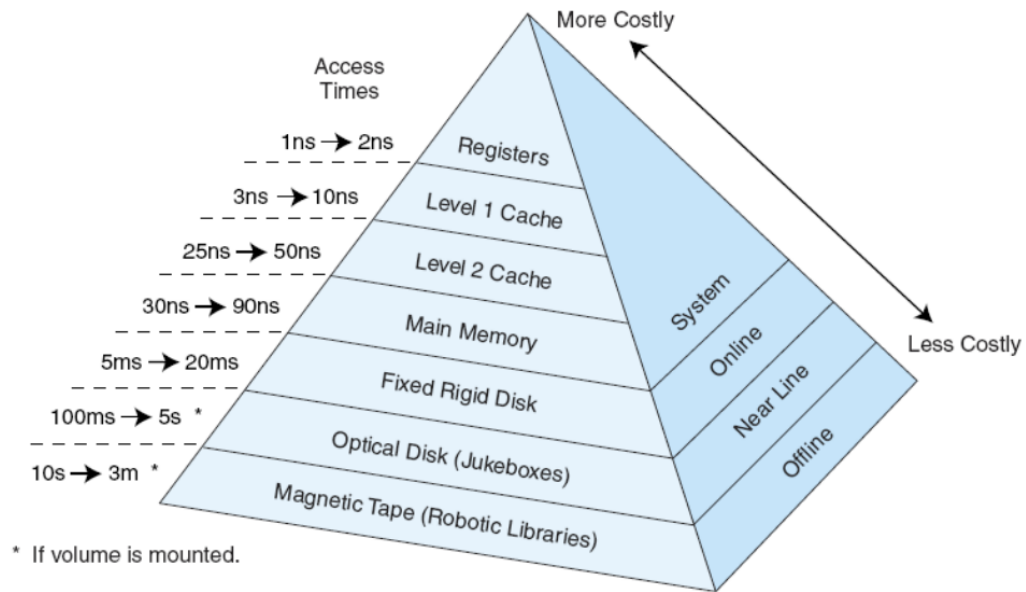 More Costly
Access
Times
1ns → 2ns
Registers
3ns → 10ns
Level 1 Cache
25ns → 50ns
Level 2 Cache
System
30ns → 90ns
Main Memory
Online
Less Costly
5ms → 20ms
Fixed Rigid Disk
Near Line
100ms → 5s *
Optical Disk (Jukeboxes)
Offline
10s → 3m *
Magnetic Tape (Robotic Libraries)
* If volume is mounted.